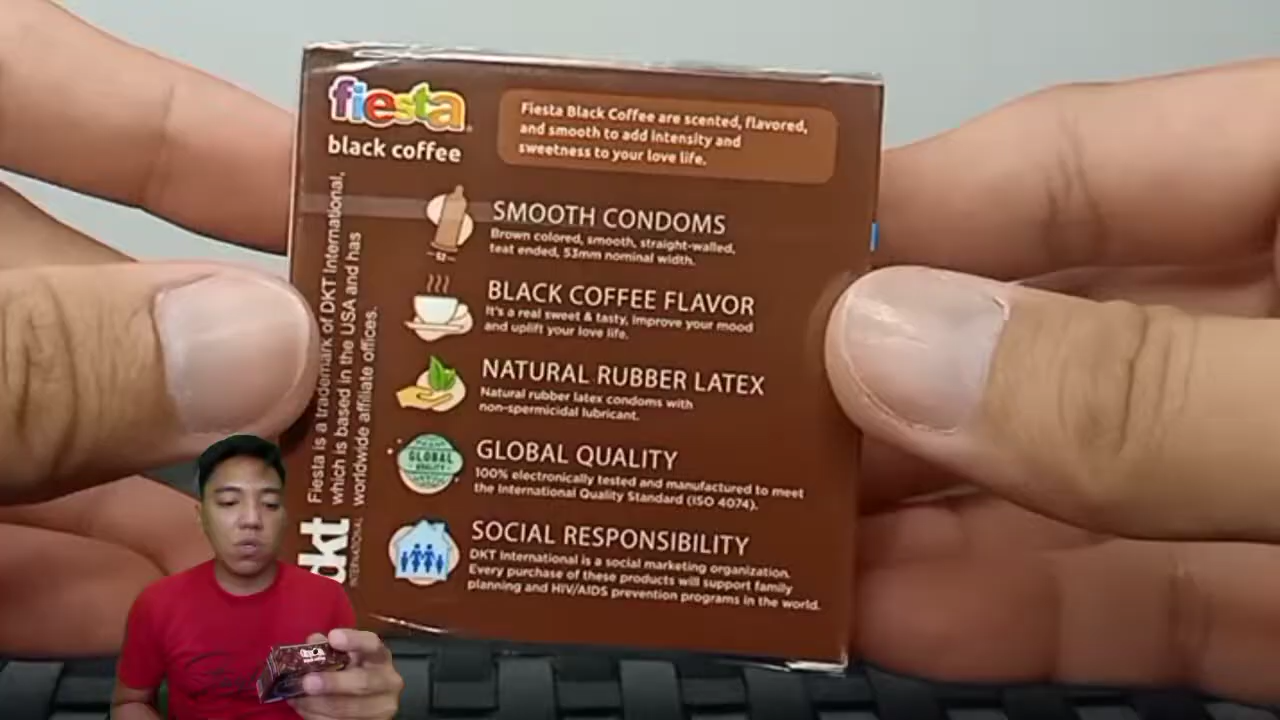 fiesta
black coffee
Fiesta Black Coffee are scented, flavored,
and smooth to add intensity and
sweetness to your love life.
SMOOTH CONDOMS
Brown colored, smooth, straight-walled,
teat ended, 53mm nominal width.
BLACK COFFEE FLAVOR
It's a real sweet & tasty, improve your mood
and uplift your love life.
NATURAL RUBBER LATEX
Natural rubber latex condoms with
non-spermicidal lubricant.
GLOBAL QUALITY
GLOBAL
QUALITY
100% electronically tested and manufactured to meet
the International Quality Standard (ISO 4074).
SOCIAL RESPONSIBILITY
DKT International is a social marketing organization.
Every purchase of these products will support family
planning and HIV/AIDS prevention programs in the world.
dkt
INTERNATIONAL
Fiesta is a trademark of DKT International,
which is based in the USA and has
worldwide affiliate offices.